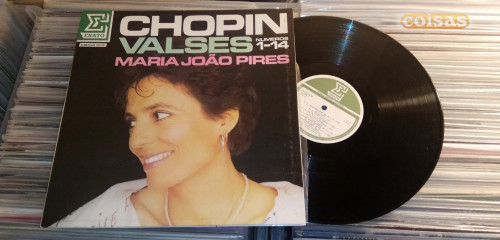 ERATO
CHOPIN
VALSES
NUMEROS
1-14
MARIA JOÃO PIRES
coisas